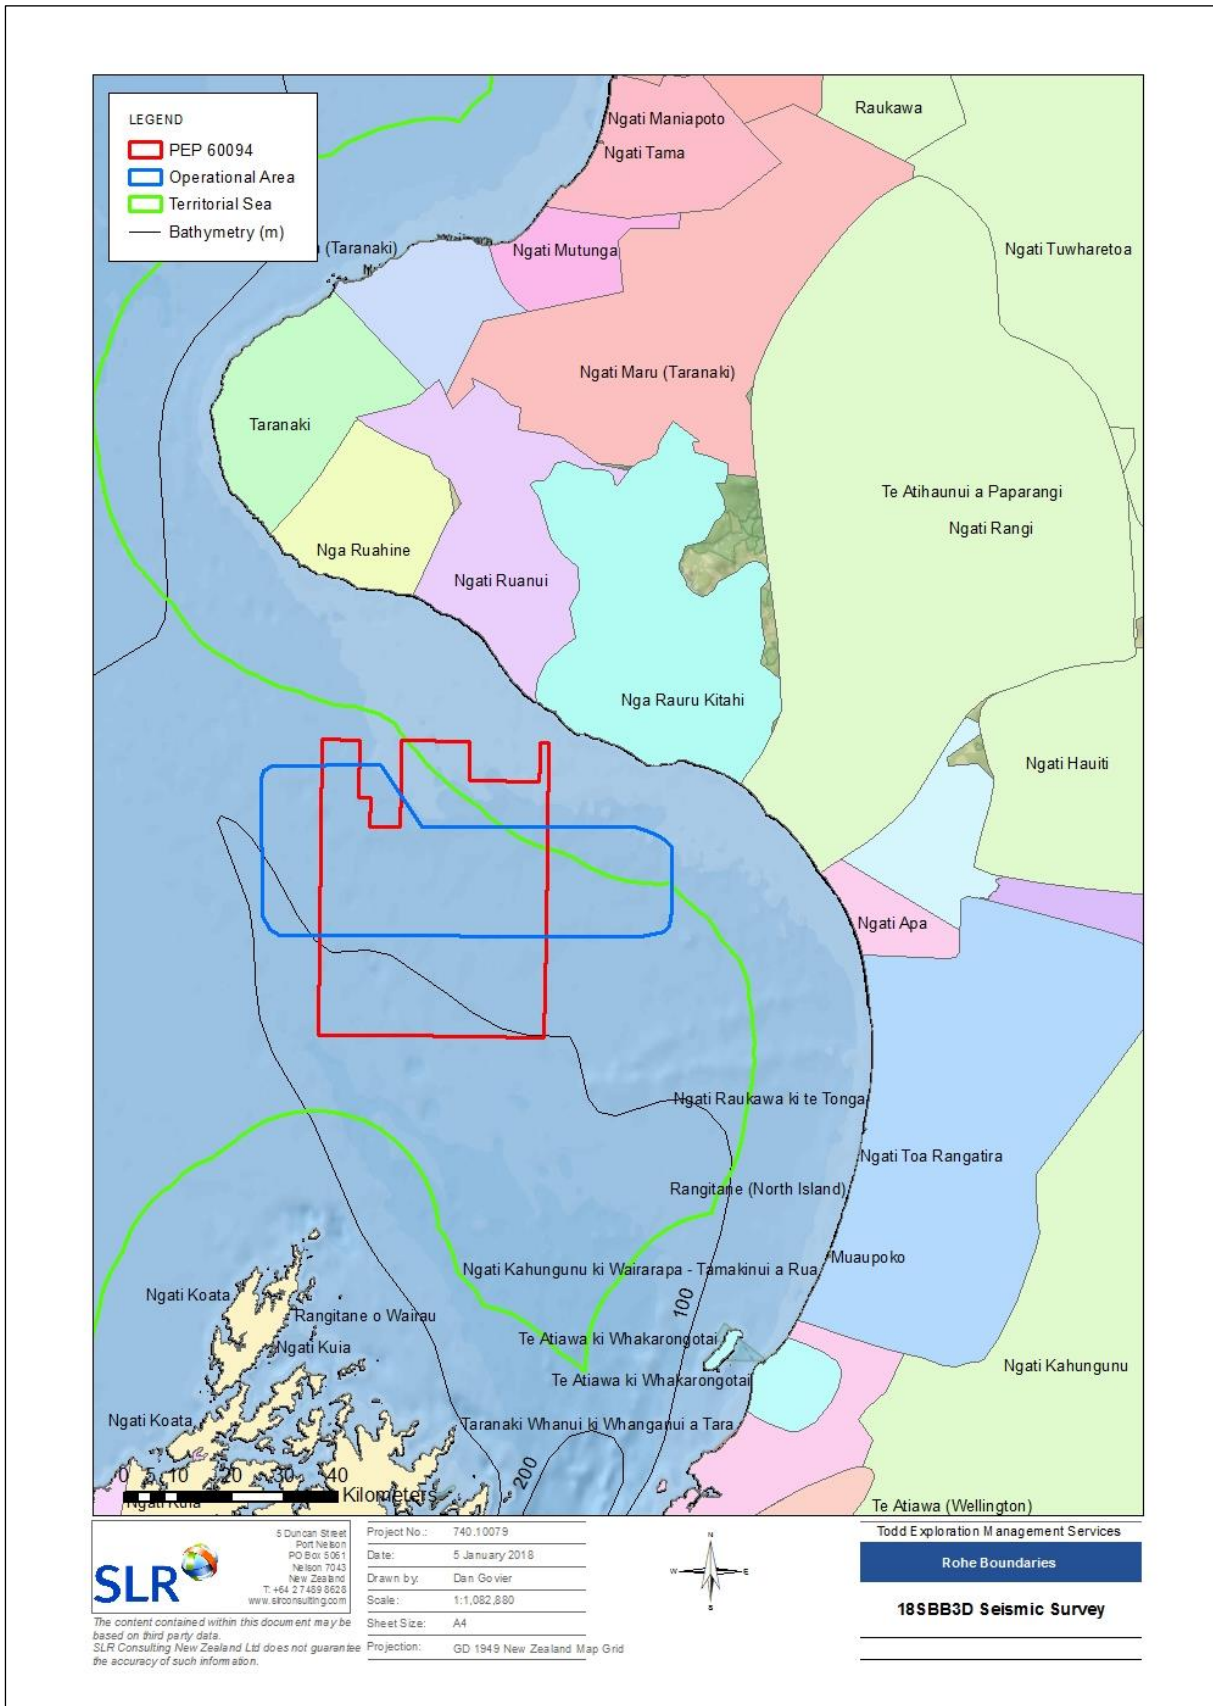 LEGEND
PEP 60094
Operational Area
Territorial Sea
Bathymetry (m)
Ngati Maniapoto
Ngati Tama
Raukawa
(Taranaki)
Ngati Mutunga
Ngati Tuwharetoa
Ngati Maru (Taranaki)
Taranaki
Te Atihaunui a Paparangi
Ngati Rangi
Nga Ruahine
Ngati Ruanui
Nga Rauru Kitahi
Ngati Hauiti
Ngati Apa
Ngati Raukawa ki te Tonga
Ngati Toa Rangatira
Rangitane (North Island)
Muaupoko
Ngati Kahungunu ki Wairarapa - Tamakinui a Rua
Ngati Koata
Rangitane o Wairau
100
Te Atiawa ki Whakarongotai
Ngati Kuia
Ngati Kahungunu
Te Atiawa ki Whakarongotai
Ngati Koata
Taranaki Whanui ki Whanganui a Tara
200
0 5 10 20 30 40
Kilometers
Ngati Kuia
Te Atiawa (Wellington)
SLR
5 Duncan Street
Port Nelson
PO Box 5061
Nelson 7043
New Zealand
T: +64 2 7489 8628
www.slrconsulting.com
The content contained within this document may be
based on third party data.
SLR Consulting New Zealand Ltd does not guarantee
the accuracy of such information.
Project No.: 740.10079
Date: 5 January 2018
Drawn by: Dan Govier
Scale: 1:1,082,880
Sheet Size: A4
Projection: GD 1949 New Zealand Map Grid
N
W E
S
Todd Exploration Management Services
Rohe Boundaries
18SBB3D Seismic Survey